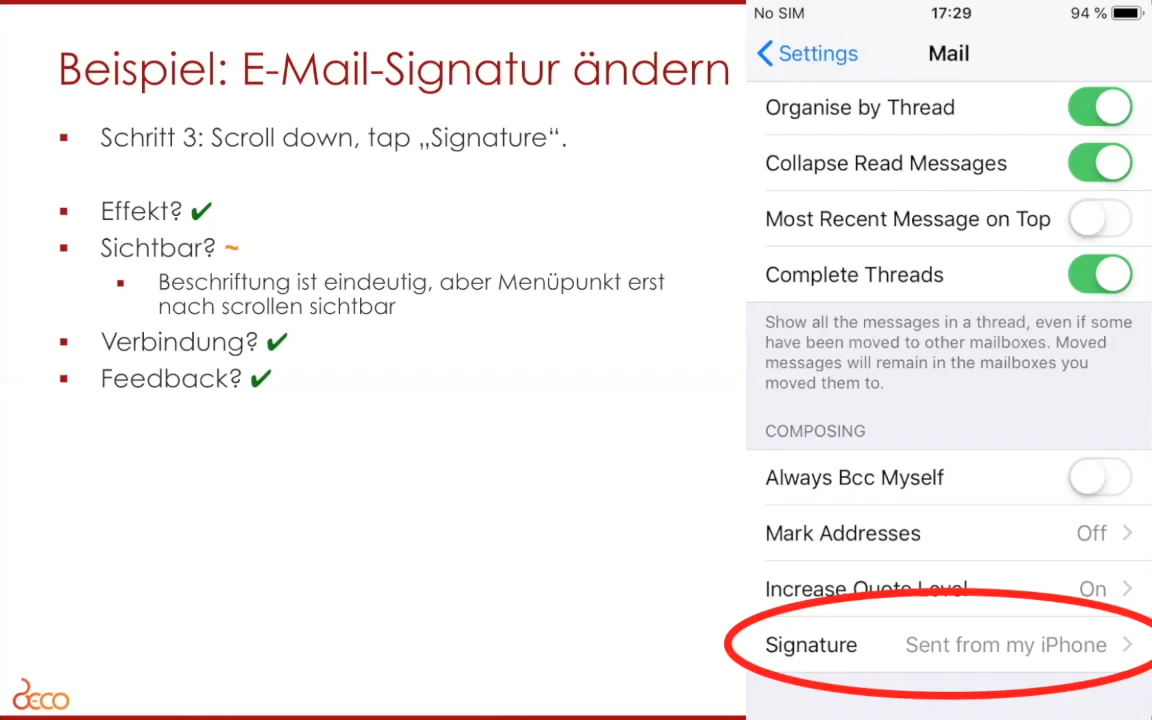 Beispiel: E-Mail-Signatur ändern
Schritt 3: Scroll down, tap „Signature“.
Effekt? ✔
Sichtbar? ~
Beschriftung ist eindeutig, aber Menüpunkt erst
nach scrollen sichtbar
Verbindung? ✔
Feedback? ✔
DECO
No SIM 17:29 94 %
Settings Mail
Organise by Thread
Collapse Read Messages
Most Recent Message on Top
Complete Threads
Show all the messages in a thread, even if some
have been moved to other mailboxes. Moved
messages will remain in the mailboxes you
moved them to.
COMPOSING
Always Bcc Myself
Mark Addresses Off
Increase Quote Level On
Signature Sent from my iPhone